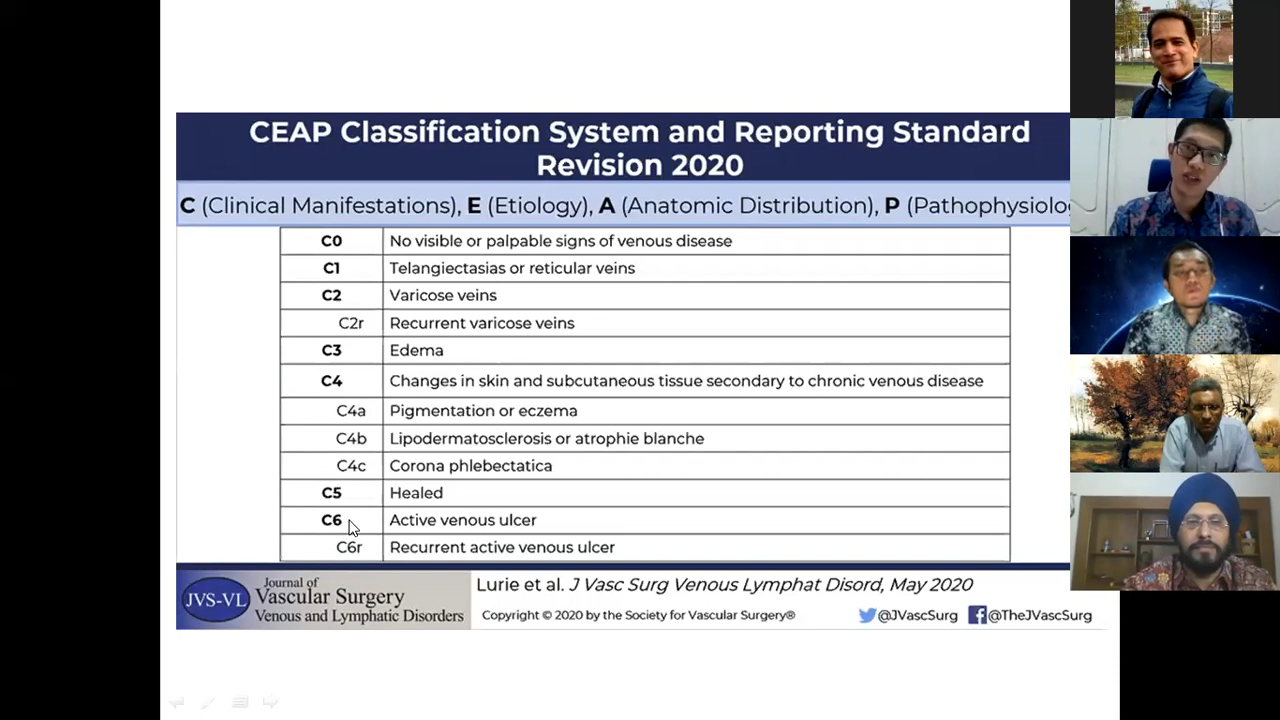 CEAP Classification System and Reporting Standard
Revision 2020
C (Clinical Manifestations), E (Etiology), A (Anatomic Distribution), P (Pathophysiolo
C0 No visible or palpable signs of venous disease
C1 Telangiectasias or reticular veins
C2 Varicose veins
C2r Recurrent varicose veins
C3 Edema
C4 Changes in skin and subcutaneous tissue secondary to chronic venous disease
C4a Pigmentation or eczema
C4b Lipodermatosclerosis or atrophie blanche
C4c Corona phlebectatica
C5 Healed
C6 Active venous ulcer
C6r Recurrent active venous ulcer
JVS-VL
Journal of
Vascular Surgery
Venous and Lymphatic Disorders
Lurie et al. J Vasc Surg Venous Lymphat Disord, May 2020
Copyright © 2020 by the Society for Vascular Surgery®
@JVascSurg
@TheJVascSurg